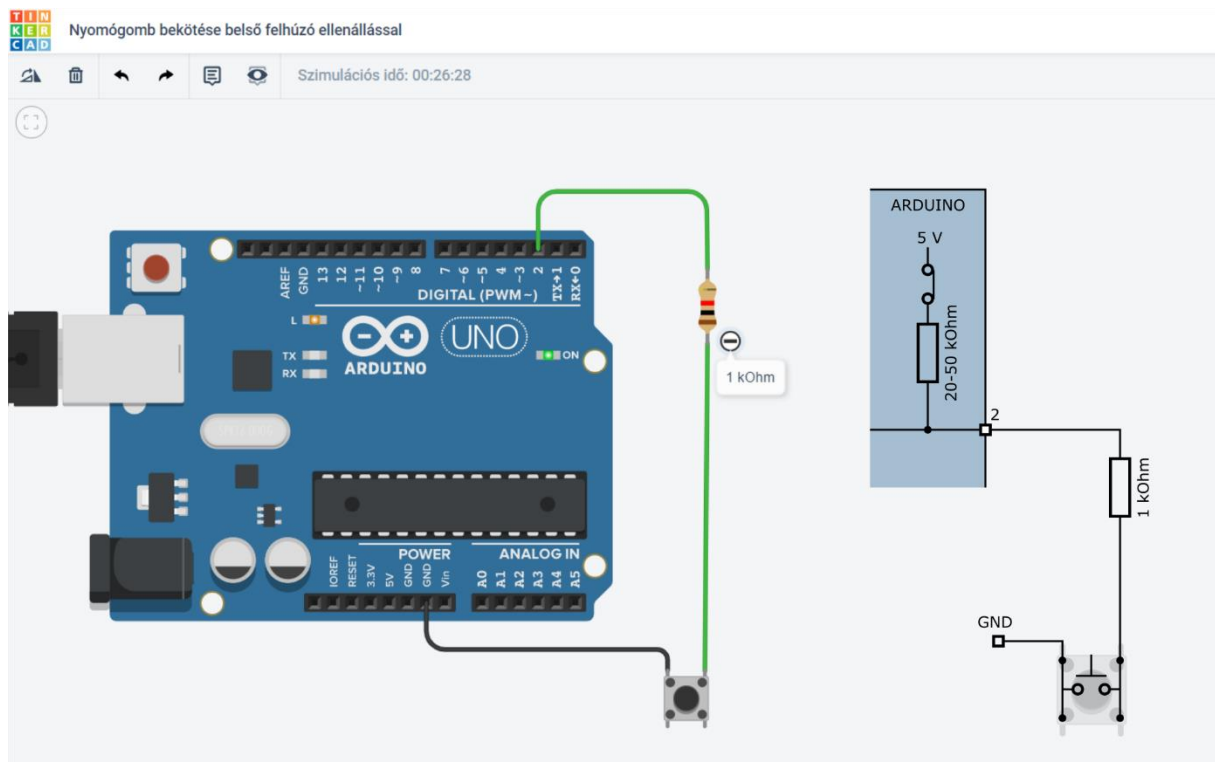 TIN
KER
CAD
Nyomógomb bekötése belső felhúzó ellenállással
Szimulációs idő: 00:26:28
AREF
GND
13
12
~11
~10
~9
8
7
~6
~5
4
~3
2
TX→1
RX←0
DIGITAL (PWM~)
L
TX
RX
ARDUINO
UNO
ON
1 kOhm
POWER
ANALOG IN
IOREF
RESET
3.3V
5V
GND
GND
Vin
A0
A1
A2
A3
A4
A5
ARDUINO
5 V
20-50 kOhm
2
1 kOhm
GND